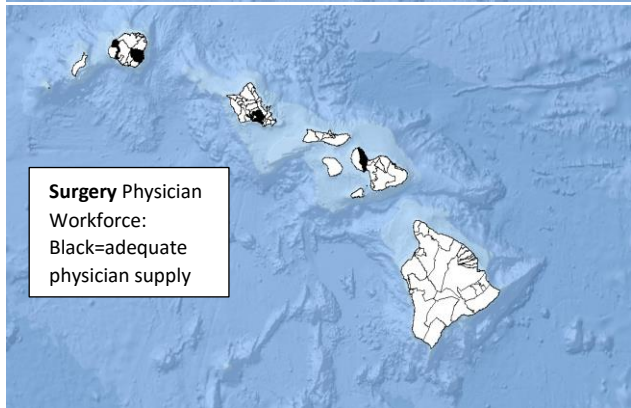 Surgery Physician
Workforce:
Black=adequate
physician supply